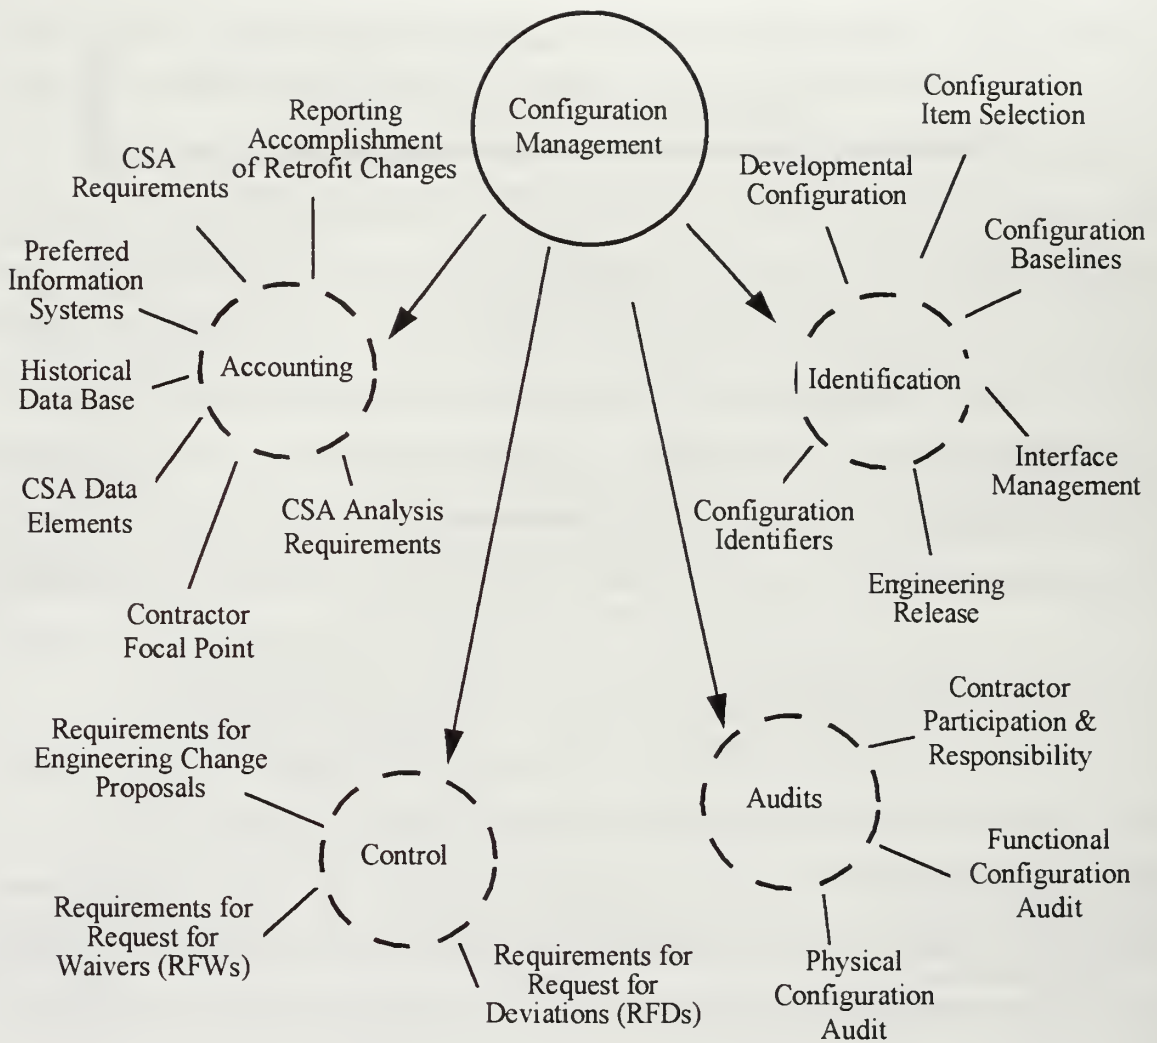 Configuration
Management
Reporting
Accomplishment
of Retrofit Changes
CSA
Requirements
Preferred
Information
Systems
Historical
Data Base
Accounting
CSA Data
Elements
CSA Analysis
Requirements
Contractor
Focal Point
Configuration
Item Selection
Developmental
Configuration
Configuration
Baselines
Identification
Interface
Management
Configuration
Identifiers
Engineering
Release
Requirements for
Engineering Change
Proposals
Control
Requirements for
Request for
Waivers (RFWs)
Requirements for
Request for
Deviations (RFDs)
Contractor
Participation &
Responsibility
Audits
Functional
Configuration
Audit
Physical
Configuration
Audit